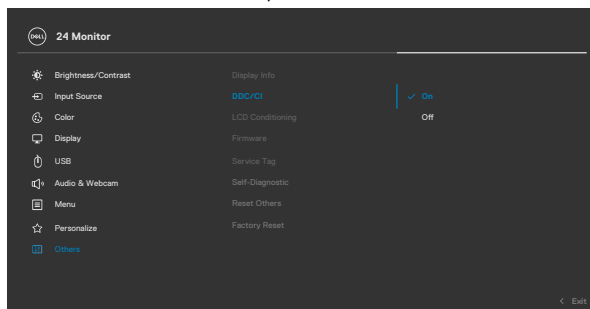 DELL 24 Monitor
Brightness/Contrast Display Info
Input Source DDC/CI ✓ On
Color LCD Conditioning Off
Display Firmware
USB Service Tag
Audio & Webcam Self-Diagnostic
Menu Reset Others
Personalize Factory Reset
Others
< Exit